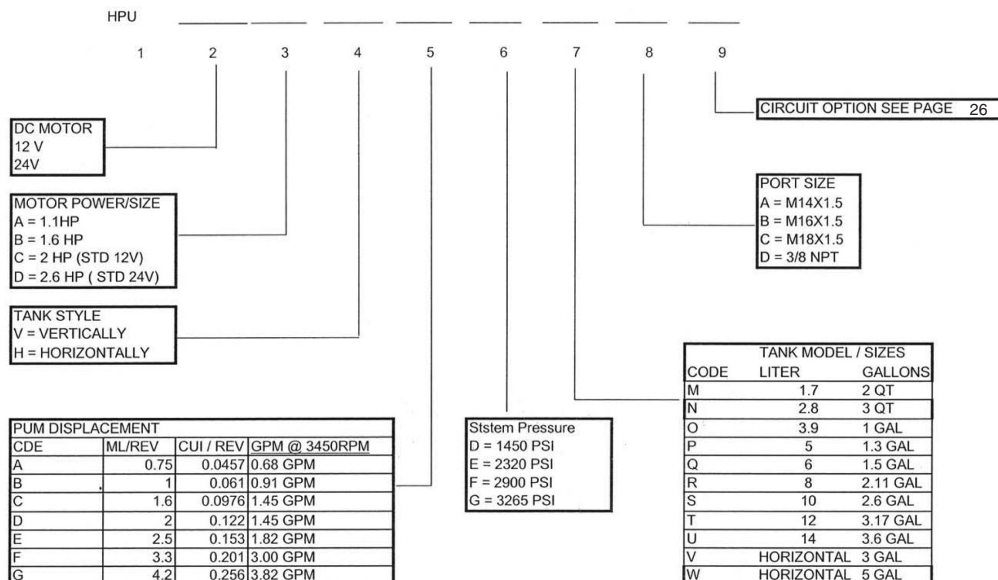 HPU
1 2 3 4 5 6 7 8 9
CIRCUIT OPTION SEE PAGE 26
DC MOTOR
12 V
24V
MOTOR POWER/SIZE
A = 1.1HP
B = 1.6 HP
C = 2 HP (STD 12V)
D = 2.6 HP ( STD 24V)
PORT SIZE
A = M14X1.5
B = M16X1.5
C = M18X1.5
D = 3/8 NPT
TANK STYLE
V = VERTICALLY
H = HORIZONTALLY
PUM DISPLACEMENT
CDE ML/REV CUI / REV GPM @ 3450RPM
A 0.75 0.0457 0.68 GPM
B 1 0.061 0.91 GPM
C 1.6 0.0976 1.45 GPM
D 2 0.122 1.45 GPM
E 2.5 0.153 1.82 GPM
F 3.3 0.201 3.00 GPM
G 4.2 0.256 3.82 GPM
Ststem Pressure
D = 1450 PSI
E = 2320 PSI
F = 2900 PSI
G = 3265 PSI
TANK MODEL / SIZES
CODE LITER GALLONS
M 1.7 2 QT
N 2.8 3 QT
O 3.9 1 GAL
P 5 1.3 GAL
Q 6 1.5 GAL
R 8 2.11 GAL
S 10 2.6 GAL
T 12 3.17 GAL
U 14 3.6 GAL
V HORIZONTAL 3 GAL
W HORIZONTAL 5 GAL